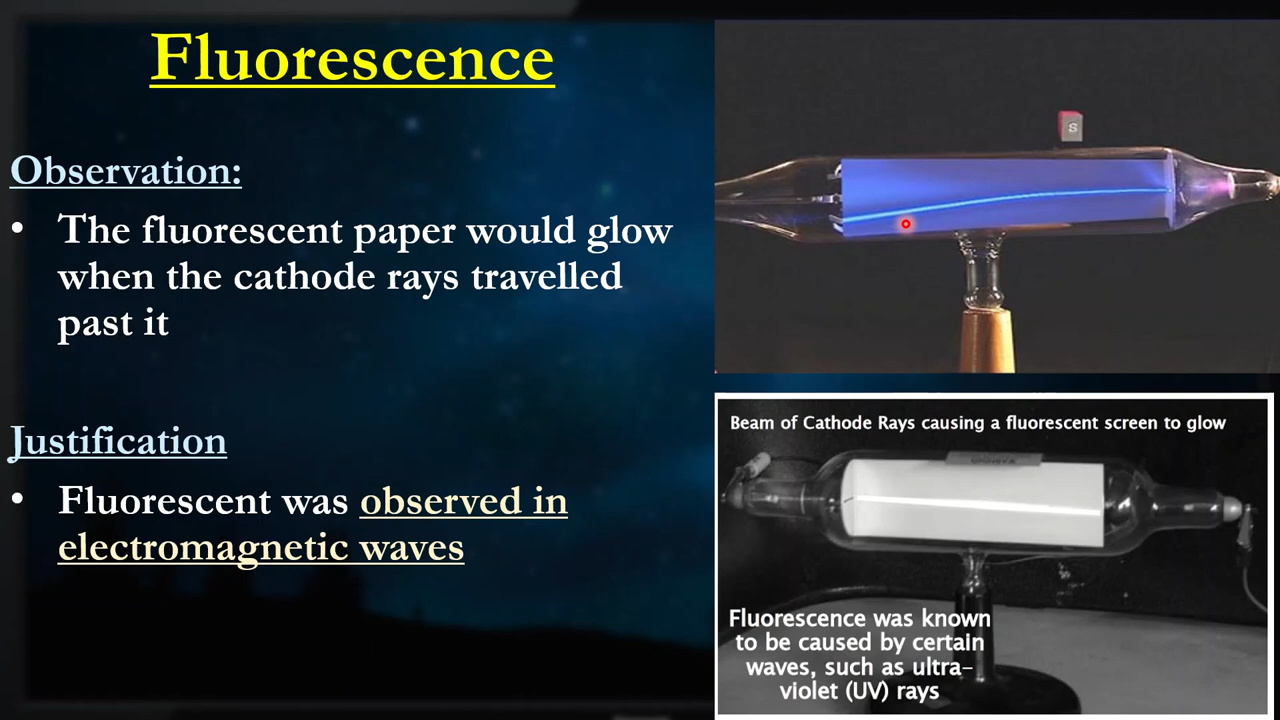 Fluorescence
Observation:
• The fluorescent paper would glow
when the cathode rays travelled
past it
Justification
• Fluorescent was observed in
electromagnetic waves
S
Beam of Cathode Rays causing a fluorescent screen to glow
Fluorescence was known
to be caused by certain
waves, such as ultra-
violet (UV) rays